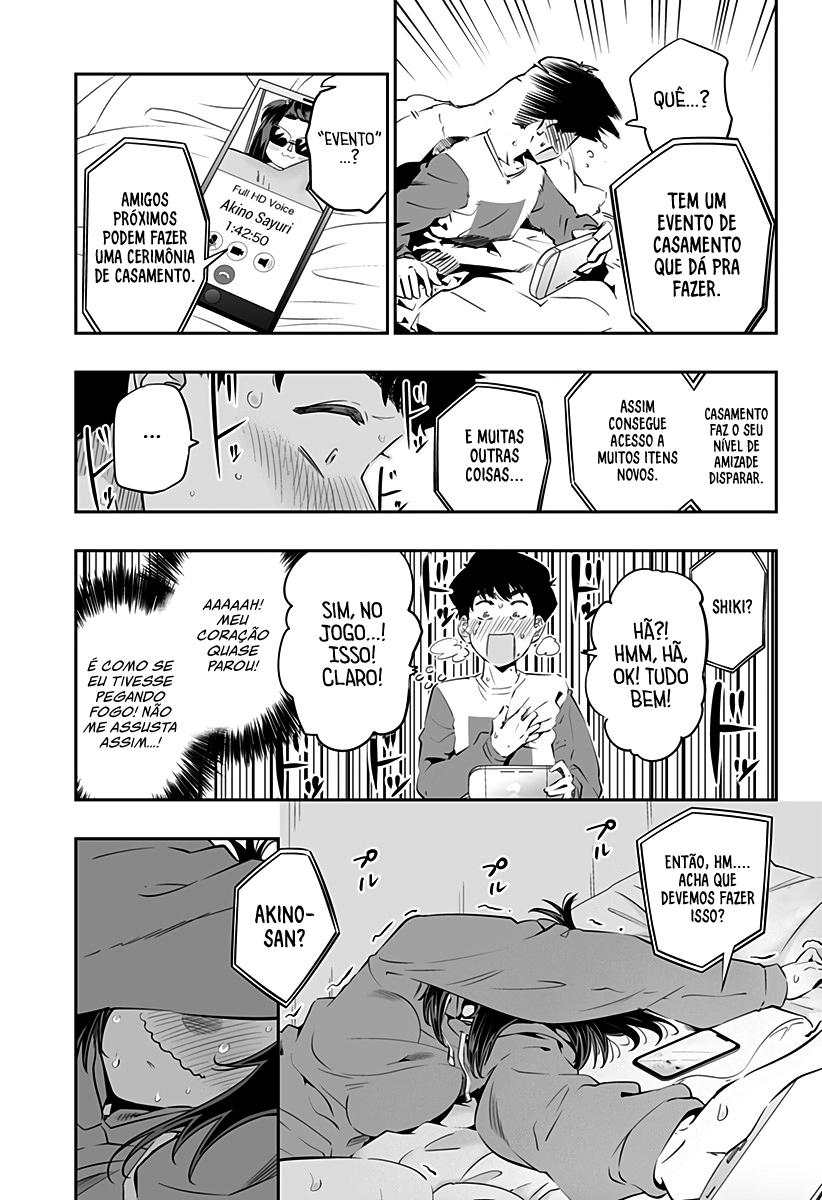 QUÊ...?
TEM UM
EVENTO DE
CASAMENTO
QUE DÁ PRA
FAZER.
"EVENTO"
...?
Full HD Voice
Akino Sayuri
1:42:50
AMIGOS
PRÓXIMOS
PODEM FAZER
UMA CERIMÔNIA
DE CASAMENTO.
CASAMENTO
FAZ O SEU
NÍVEL DE
AMIZADE
DISPARAR.
ASSIM
CONSEGUE
ACESSO A
MUITOS ITENS
NOVOS.
E MUITAS
OUTRAS
COISAS...
...
SHIKI?
HÃ?!
HMM, HÃ,
OK! TUDO
BEM!
SIM, NO
JOGO...!
ISSO!
CLARO!
AAAAAH!
MEU
CORAÇÃO
QUASE
PAROU!
É COMO SE
EU TIVESSE
PEGANDO
FOGO! NÃO
ME ASSUSTA
ASSIM...!
ENTÃO, HM....
ACHA QUE
DEVEMOS FAZER
ISSO?
プル
プル
AKINO-
SAN?